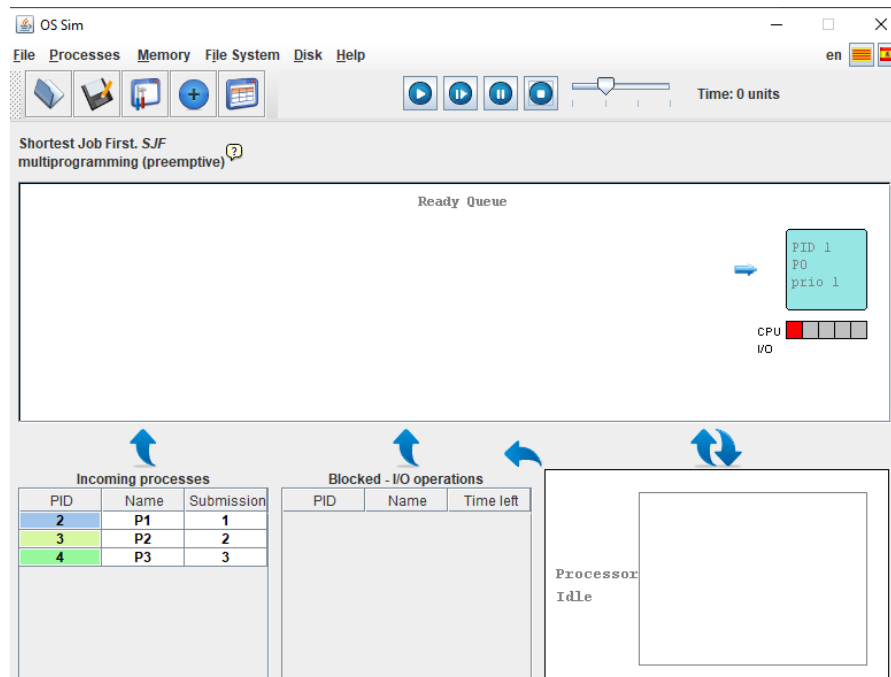 OS Sim
File Processes Memory File System Disk Help
en
Time: 0 units
Shortest Job First. SJF
multiprogramming (preemptive)
?
Ready Queue
PID 1
P0
prio 1
CPU
I/O
Incoming processes
PID Name Submission
2 P1 1
3 P2 2
4 P3 3
Blocked - I/O operations
PID Name Time left
Processor
Idle